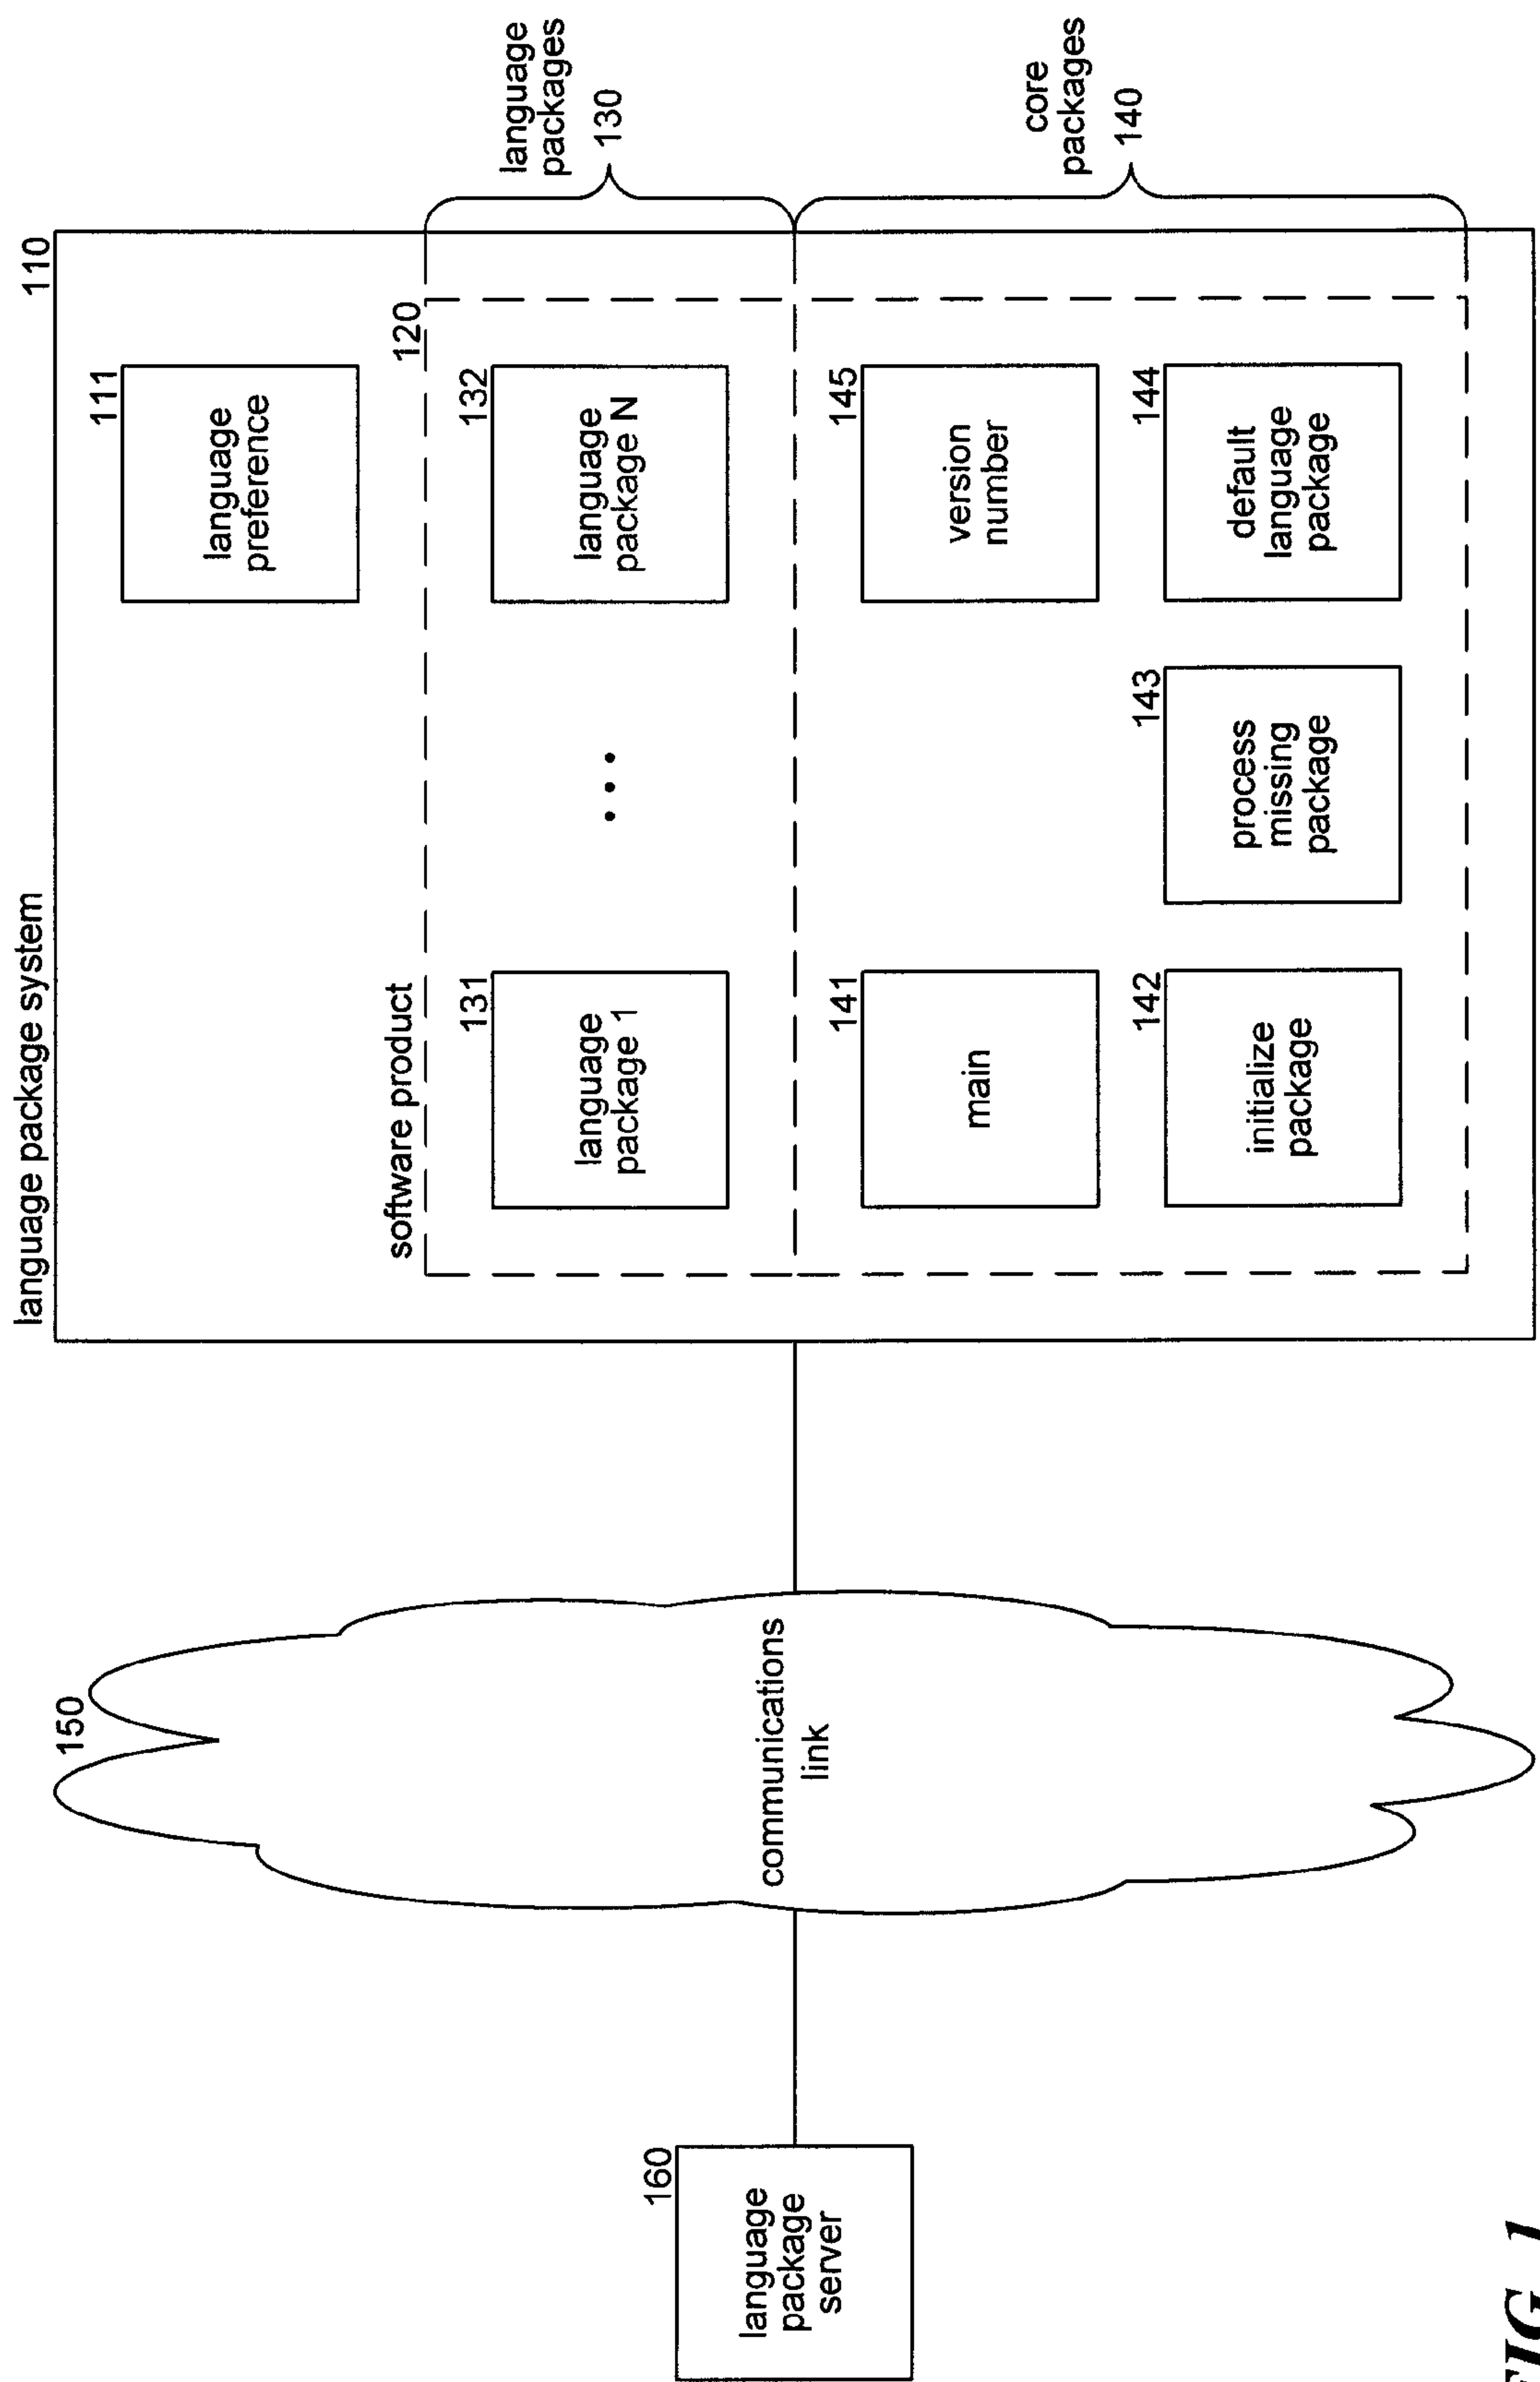 language package system
110
language
preference
111
software product
120
language
packages
130
language
package 1
131
...
language
package N
132
core
packages
140
main
141
version
number
145
initialize
package
142
process
missing
package
143
default
language
package
144
150
communications
link
160
language
package
server
FIG. 1